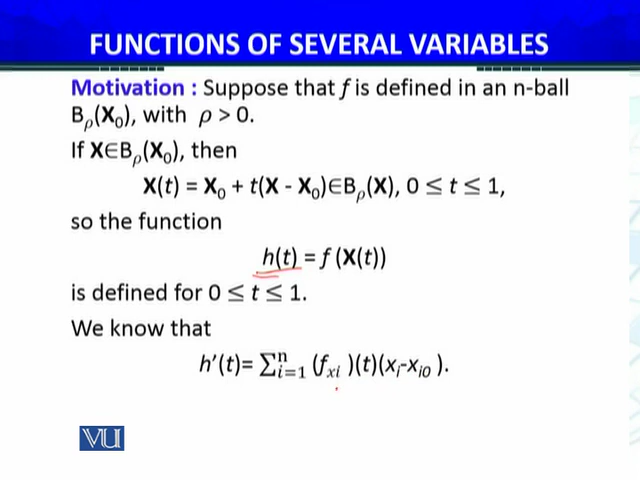 FUNCTIONS OF SEVERAL VARIABLES
Motivation : Suppose that f is defined in an n-ball
Bρ(X₀), with ρ > 0.
If X∈Bρ(X₀), then
X(t) = X₀ + t(X - X₀)∈Bρ(X), 0 ≤ t ≤ 1,
so the function
h(t) = f (X(t))
is defined for 0 ≤ t ≤ 1.
We know that
h′(t)= ∑ⁿᵢ₌₁ (fₓᵢ )(t)(xᵢ-xᵢ₀ ).
VU